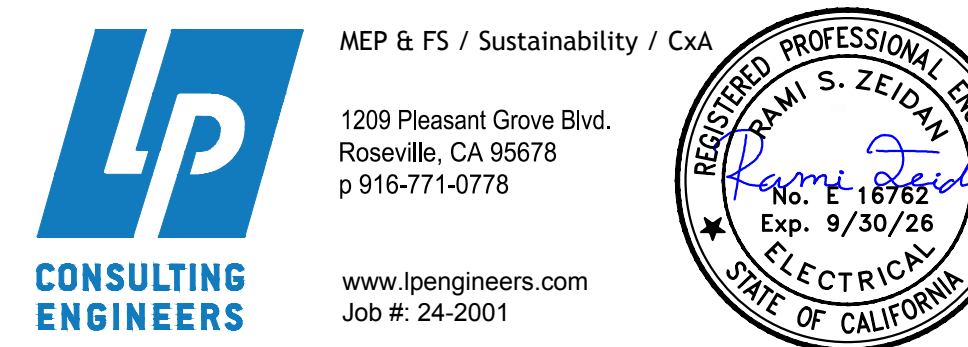 LP
CONSULTING
ENGINEERS
MEP & FS / Sustainability / CxA
1209 Pleasant Grove Blvd.
Roseville, CA 95678
p 916-771-0778
www.lpengineers.com
Job #: 24-2001
REGISTERED PROFESSIONAL
RAMI S. ZEIDAN
Rami
No. E 16762
Exp. 9/30/26
ELECTRICAL
STATE OF CALIFORNIA